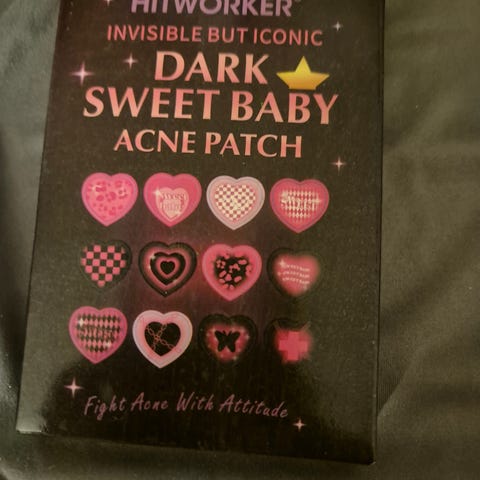 HITWORKER
INVISIBLE BUT ICONIC
DARK
SWEET BABY
ACNE PATCH
Fight Acne With Attitude